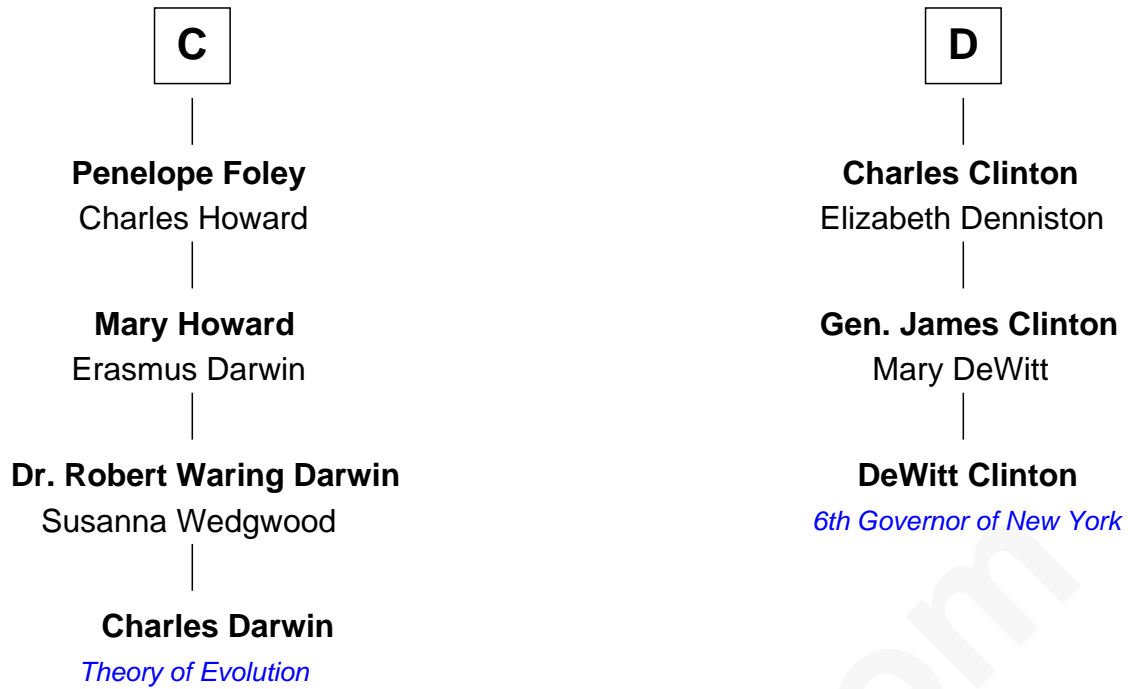 C
Penelope Foley
Charles Howard
Mary Howard
Erasmus Darwin
Dr. Robert Waring Darwin
Susanna Wedgwood
Charles Darwin
Theory of Evolution
D
Charles Clinton
Elizabeth Denniston
Gen. James Clinton
Mary DeWitt
DeWitt Clinton
6th Governor of New York
om